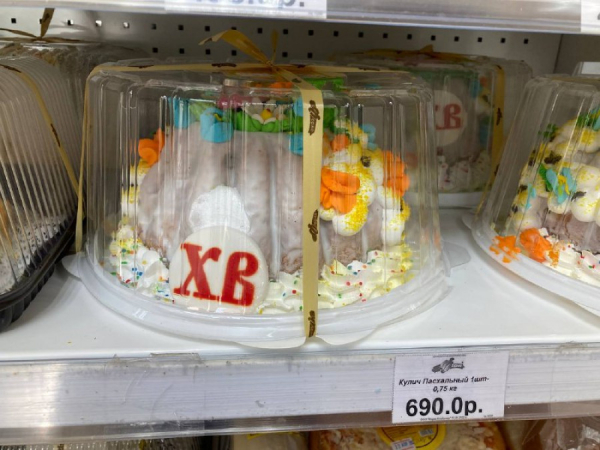 ХВ
ХВ
Кулич Пасхальный 1шт-
0,75 кг
690.0р.